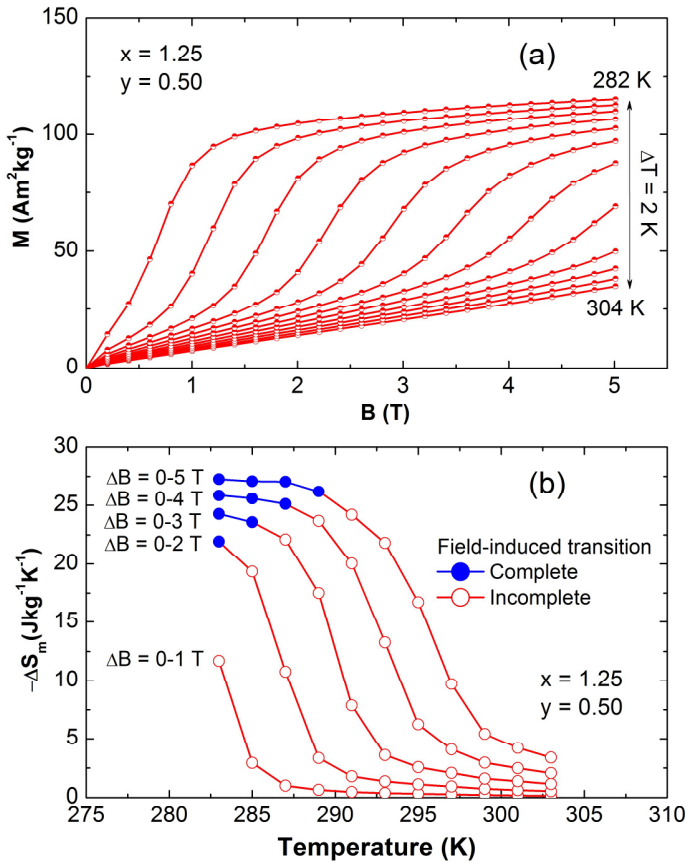 150
100
50
0
M (Am²kg⁻¹)
x = 1.25
y = 0.50
(a)
282 K
ΔT = 2 K
304 K
0 1 2 3 4 5
B (T)
30
25
20
15
10
5
0
−ΔSₘ(Jkg⁻¹K⁻¹)
(b)
ΔB = 0-5 T
ΔB = 0-4 T
ΔB = 0-3 T
ΔB = 0-2 T
ΔB = 0-1 T
Field-induced transition
Complete
Incomplete
x = 1.25
y = 0.50
275 280 285 290 295 300 305 310
Temperature (K)